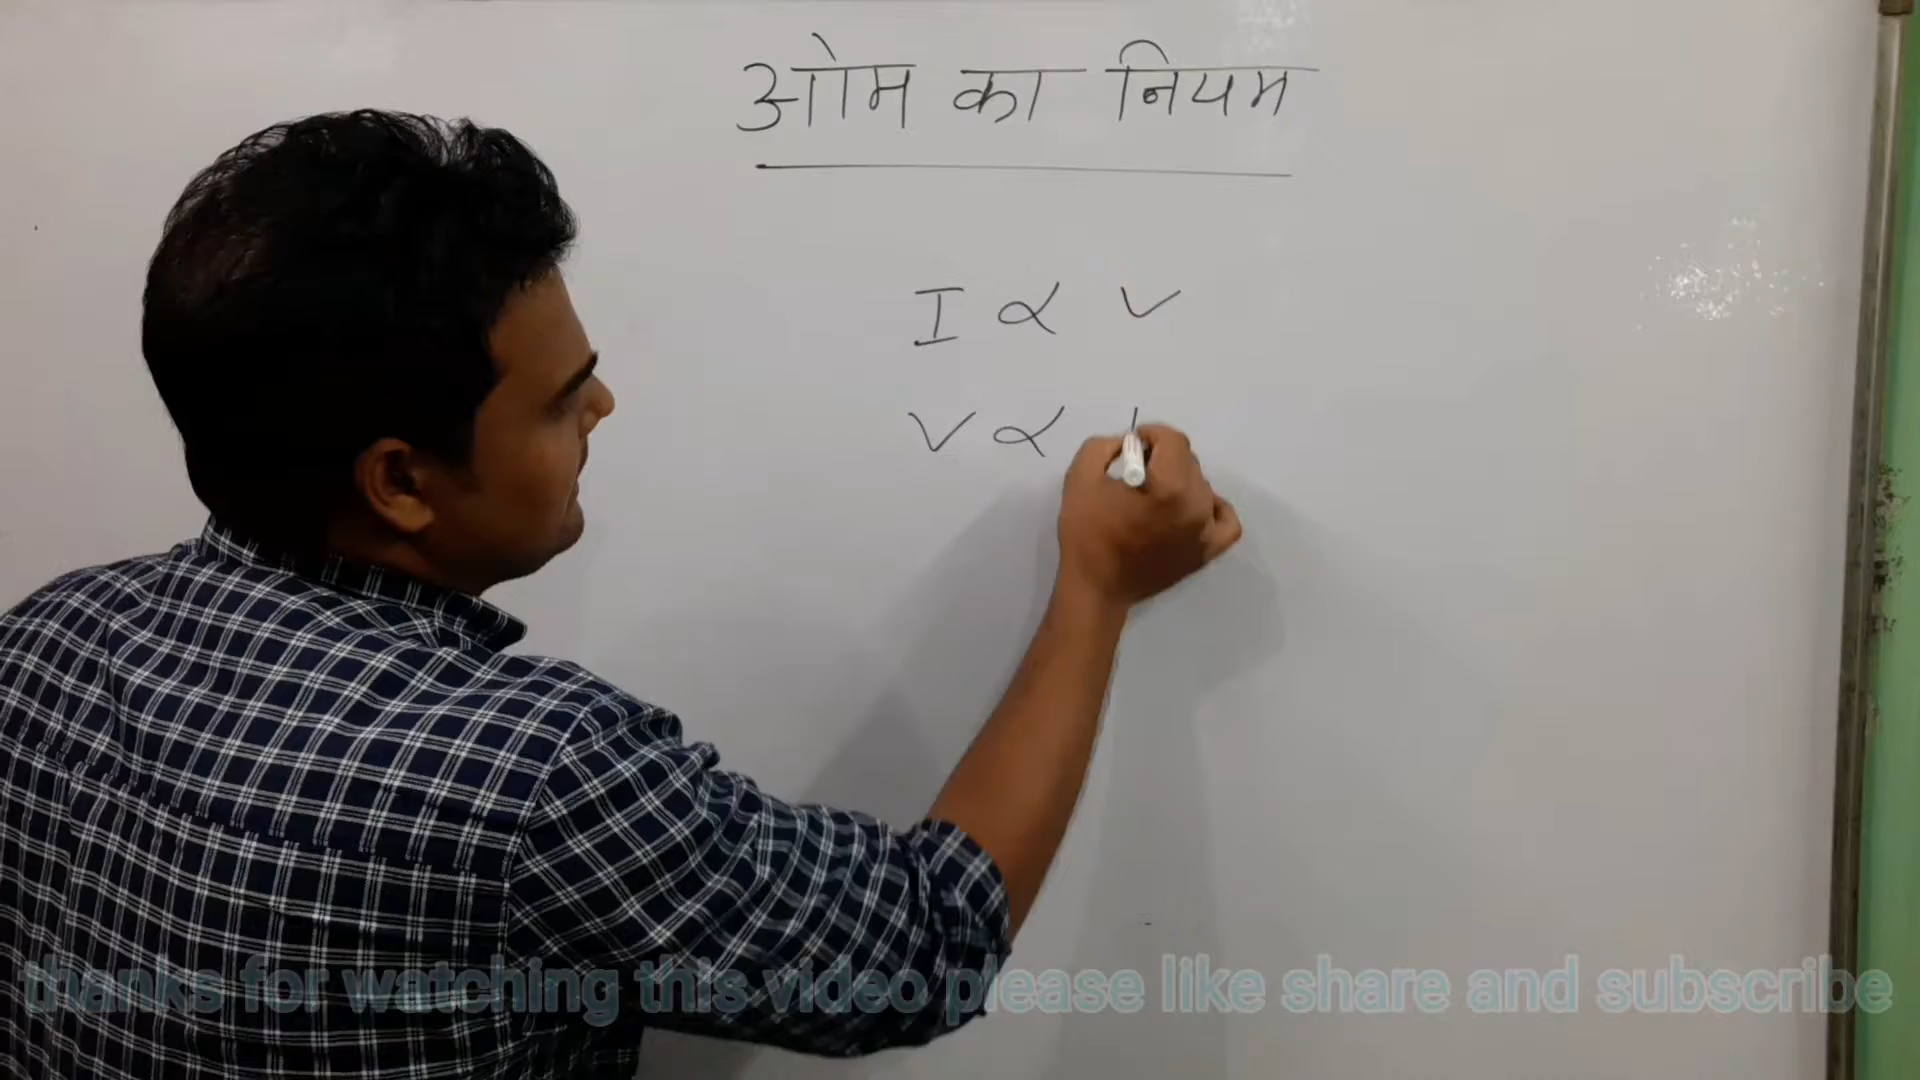 ओम का नियम
I ∝ V
V ∝
thanks for watching this video please like share and subscribe